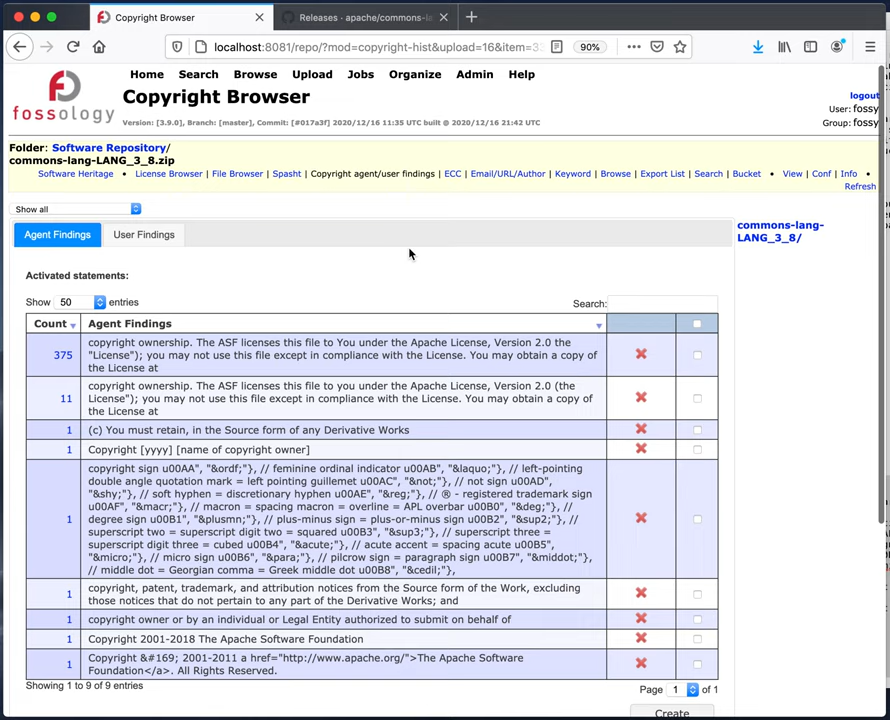 Copyright Browser
Releases · apache/commons-la
localhost:8081/repo/?mod=copyright-hist&upload=16&item=3
90%
Home Search Browse Upload Jobs Organize Admin Help
fossology
Copyright Browser
Version: [3.9.0], Branch: [master], Commit: [#017a3f] 2020/12/16 11:35 UTC built @ 2020/12/16 21:42 UTC
logout
User: fossy
Group: fossy
Folder: Software Repository/
commons-lang-LANG_3_8.zip
Software Heritage • License Browser | File Browser | Spasht | Copyright agent/user findings | ECC | Email/URL/Author | Keyword | Browse | Export List | Search | Bucket • View | Conf | Info •
Refresh
Show all
Agent Findings User Findings
commons-lang-
LANG_3_8/
Activated statements:
Show 50 entries
Search:
Count Agent Findings
375 copyright ownership. The ASF licenses this file to You under the Apache License, Version 2.0 the
"License"); you may not use this file except in compliance with the License. You may obtain a copy of
the License at
11 copyright ownership. The ASF licenses this file to you under the Apache License, Version 2.0 (the
"License"); you may not use this file except in compliance with the License. You may obtain a copy of
the License at
1 (c) You must retain, in the Source form of any Derivative Works
1 Copyright [yyyy] [name of copyright owner]
1 copyright sign u00AA", "&ordf;"}, // feminine ordinal indicator u00AB", "&laquo;"}, // left-pointing
double angle quotation mark = left pointing guillemet u00AC", "&not;"}, // not sign u00AD",
"&shy;"}, // soft hyphen = discretionary hyphen u00AE", "&reg;"}, // ® - registered trademark sign
u00AF", "&macr;"}, // macron = spacing macron = overline = APL overbar u00B0", "&deg;"}, //
degree sign u00B1", "&plusmn;"}, // plus-minus sign = plus-or-minus sign u00B2", "&sup2;"}, //
superscript two = superscript digit two = squared u00B3", "&sup3;"}, // superscript three =
superscript digit three = cubed u00B4", "&acute;"}, // acute accent = spacing acute u00B5",
"&micro;"}, // micro sign u00B6", "&para;"}, // pilcrow sign = paragraph sign u00B7", "&middot;"},
// middle dot = Georgian comma = Greek middle dot u00B8", "&cedil;"},
1 copyright, patent, trademark, and attribution notices from the Source form of the Work, excluding
those notices that do not pertain to any part of the Derivative Works; and
1 copyright owner or by an individual or Legal Entity authorized to submit on behalf of
1 Copyright 2001-2018 The Apache Software Foundation
1 Copyright &#169; 2001-2011 a href="http://www.apache.org/">The Apache Software
Foundation</a>. All Rights Reserved.
Showing 1 to 9 of 9 entries
Page 1 of 1
Create